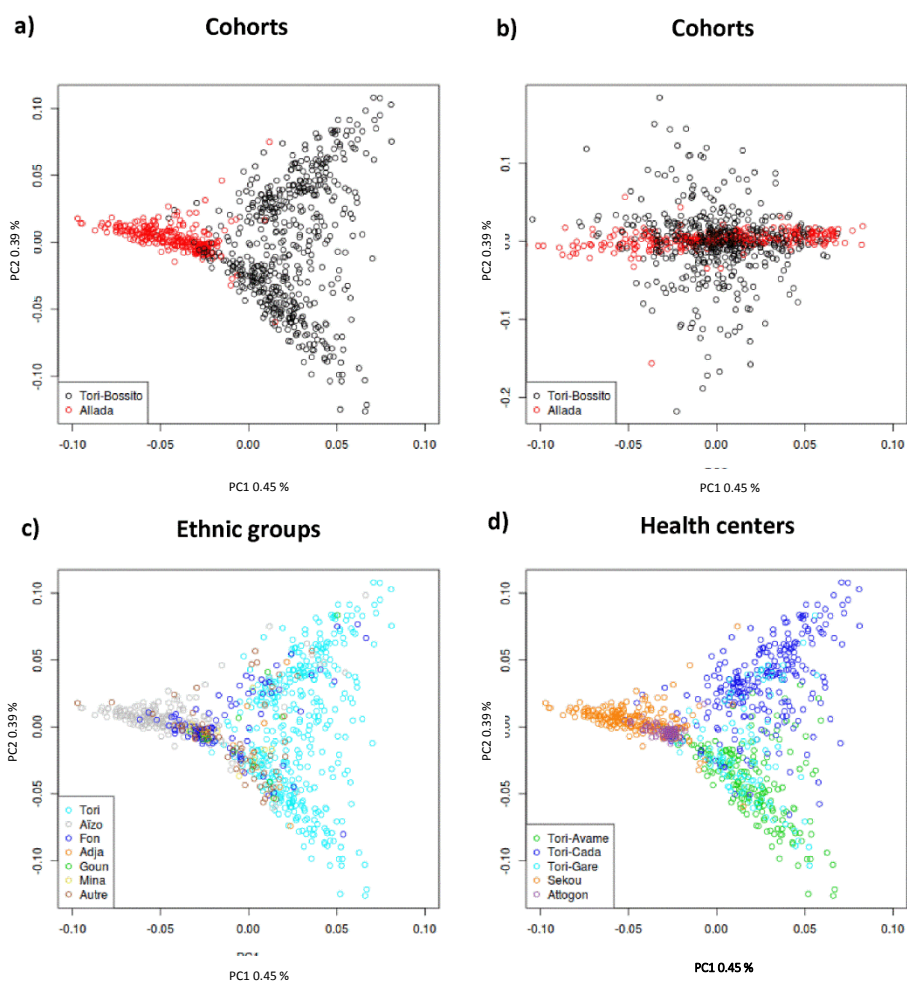 a)
Cohorts
PC2 0.39 %
0.10
0.05
0.00
-0.05
-0.10
Tori-Bossito
Allada
-0.10
-0.05
0.00
0.05
0.10
PC1 0.45 %
b)
Cohorts
PC2 0.39 %
0.1
0.0
-0.1
-0.2
Tori-Bossito
Allada
-0.10
-0.05
0.00
0.05
0.10
PC1 0.45 %
c)
Ethnic groups
PC2 0.39 %
0.10
0.05
0.00
-0.05
-0.10
Tori
Aïzo
Fon
Adja
Goun
Mina
Autre
-0.10
-0.05
0.00
0.05
0.10
PC1 0.45 %
d)
Health centers
PC2 0.39 %
0.10
0.05
0.00
-0.05
-0.10
Tori-Avame
Tori-Cada
Tori-Gare
Sekou
Attogon
-0.10
-0.05
0.00
0.05
0.10
PC1 0.45 %